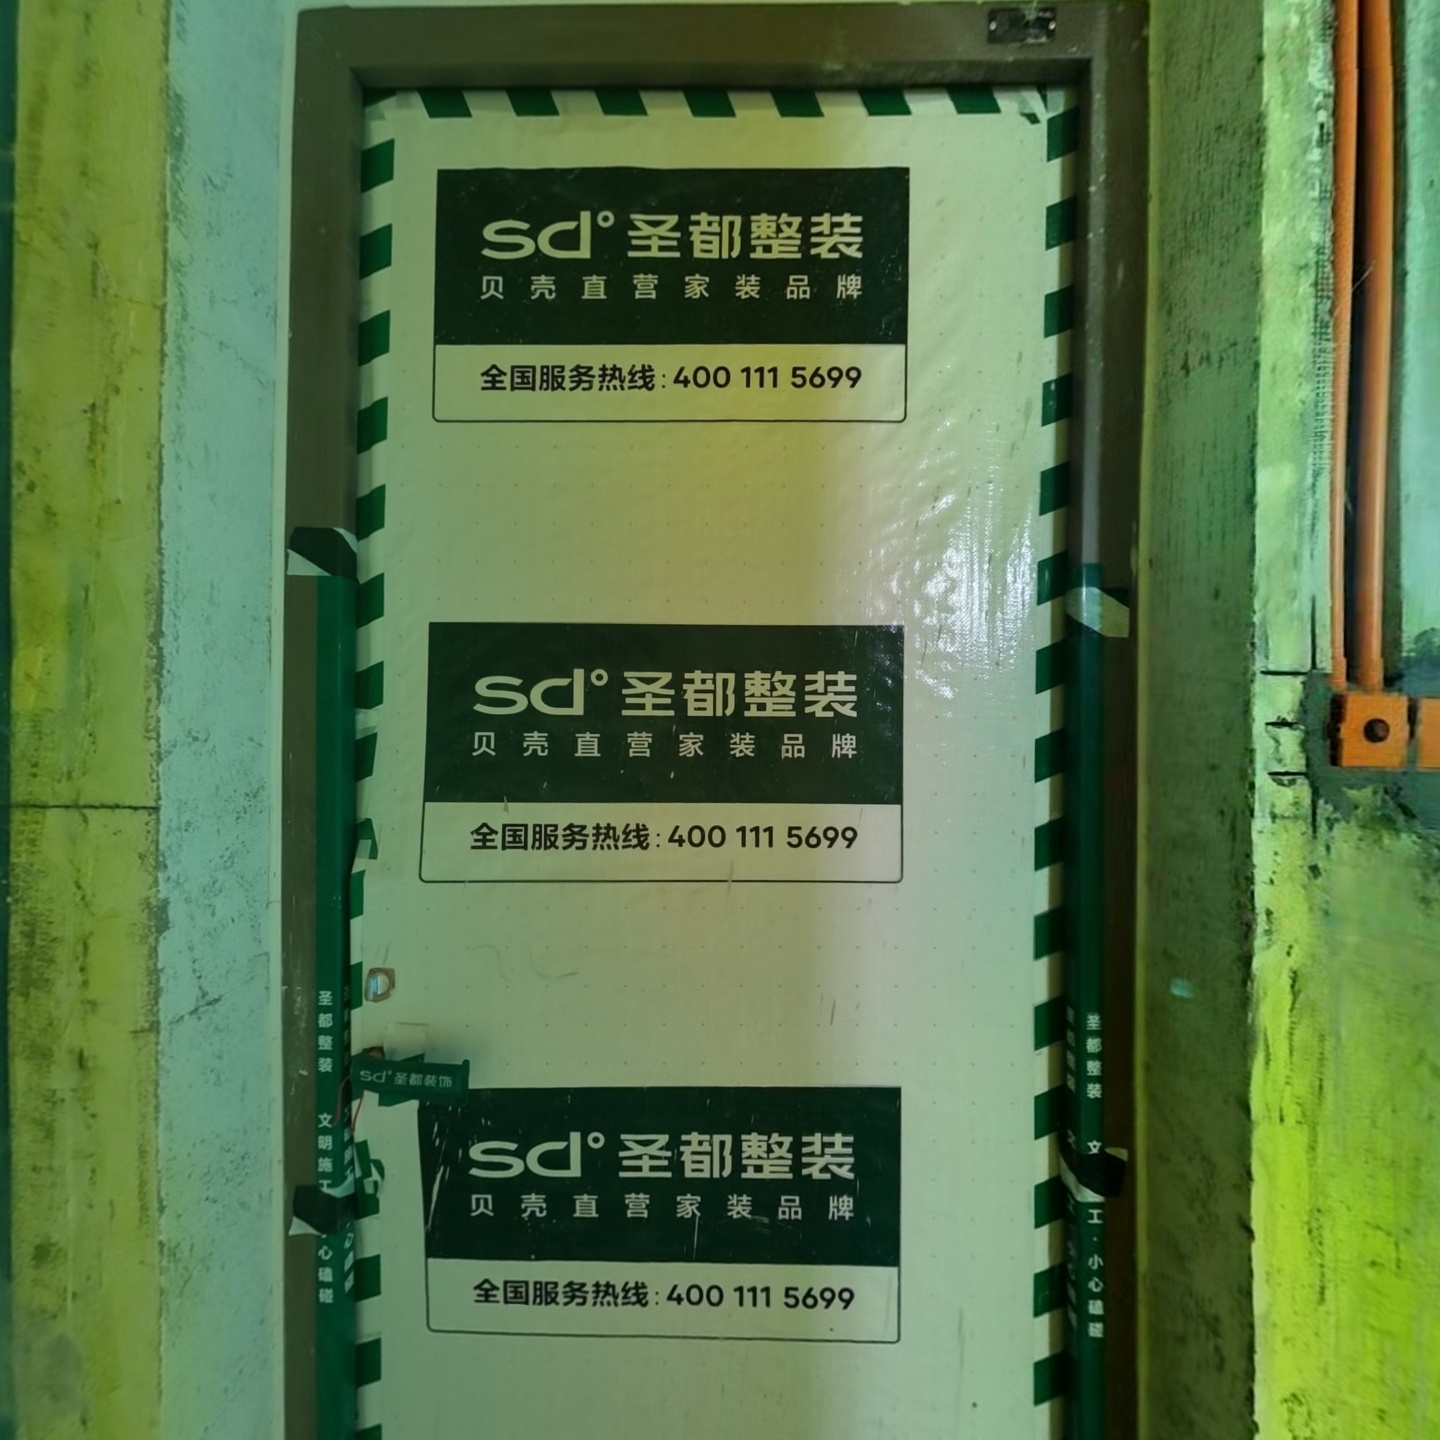 sd°圣都整装
贝壳直营家装品牌
全国服务热线:400 111 5699
sd°圣都整装
贝壳直营家装品牌
全国服务热线:400 111 5699
圣都整装 文明施工
心磕碰
圣都整装 文
工、小心磕碰
sd°圣都装饰
sd°圣都整装
贝壳直营家装品牌
全国服务热线:400 111 5699